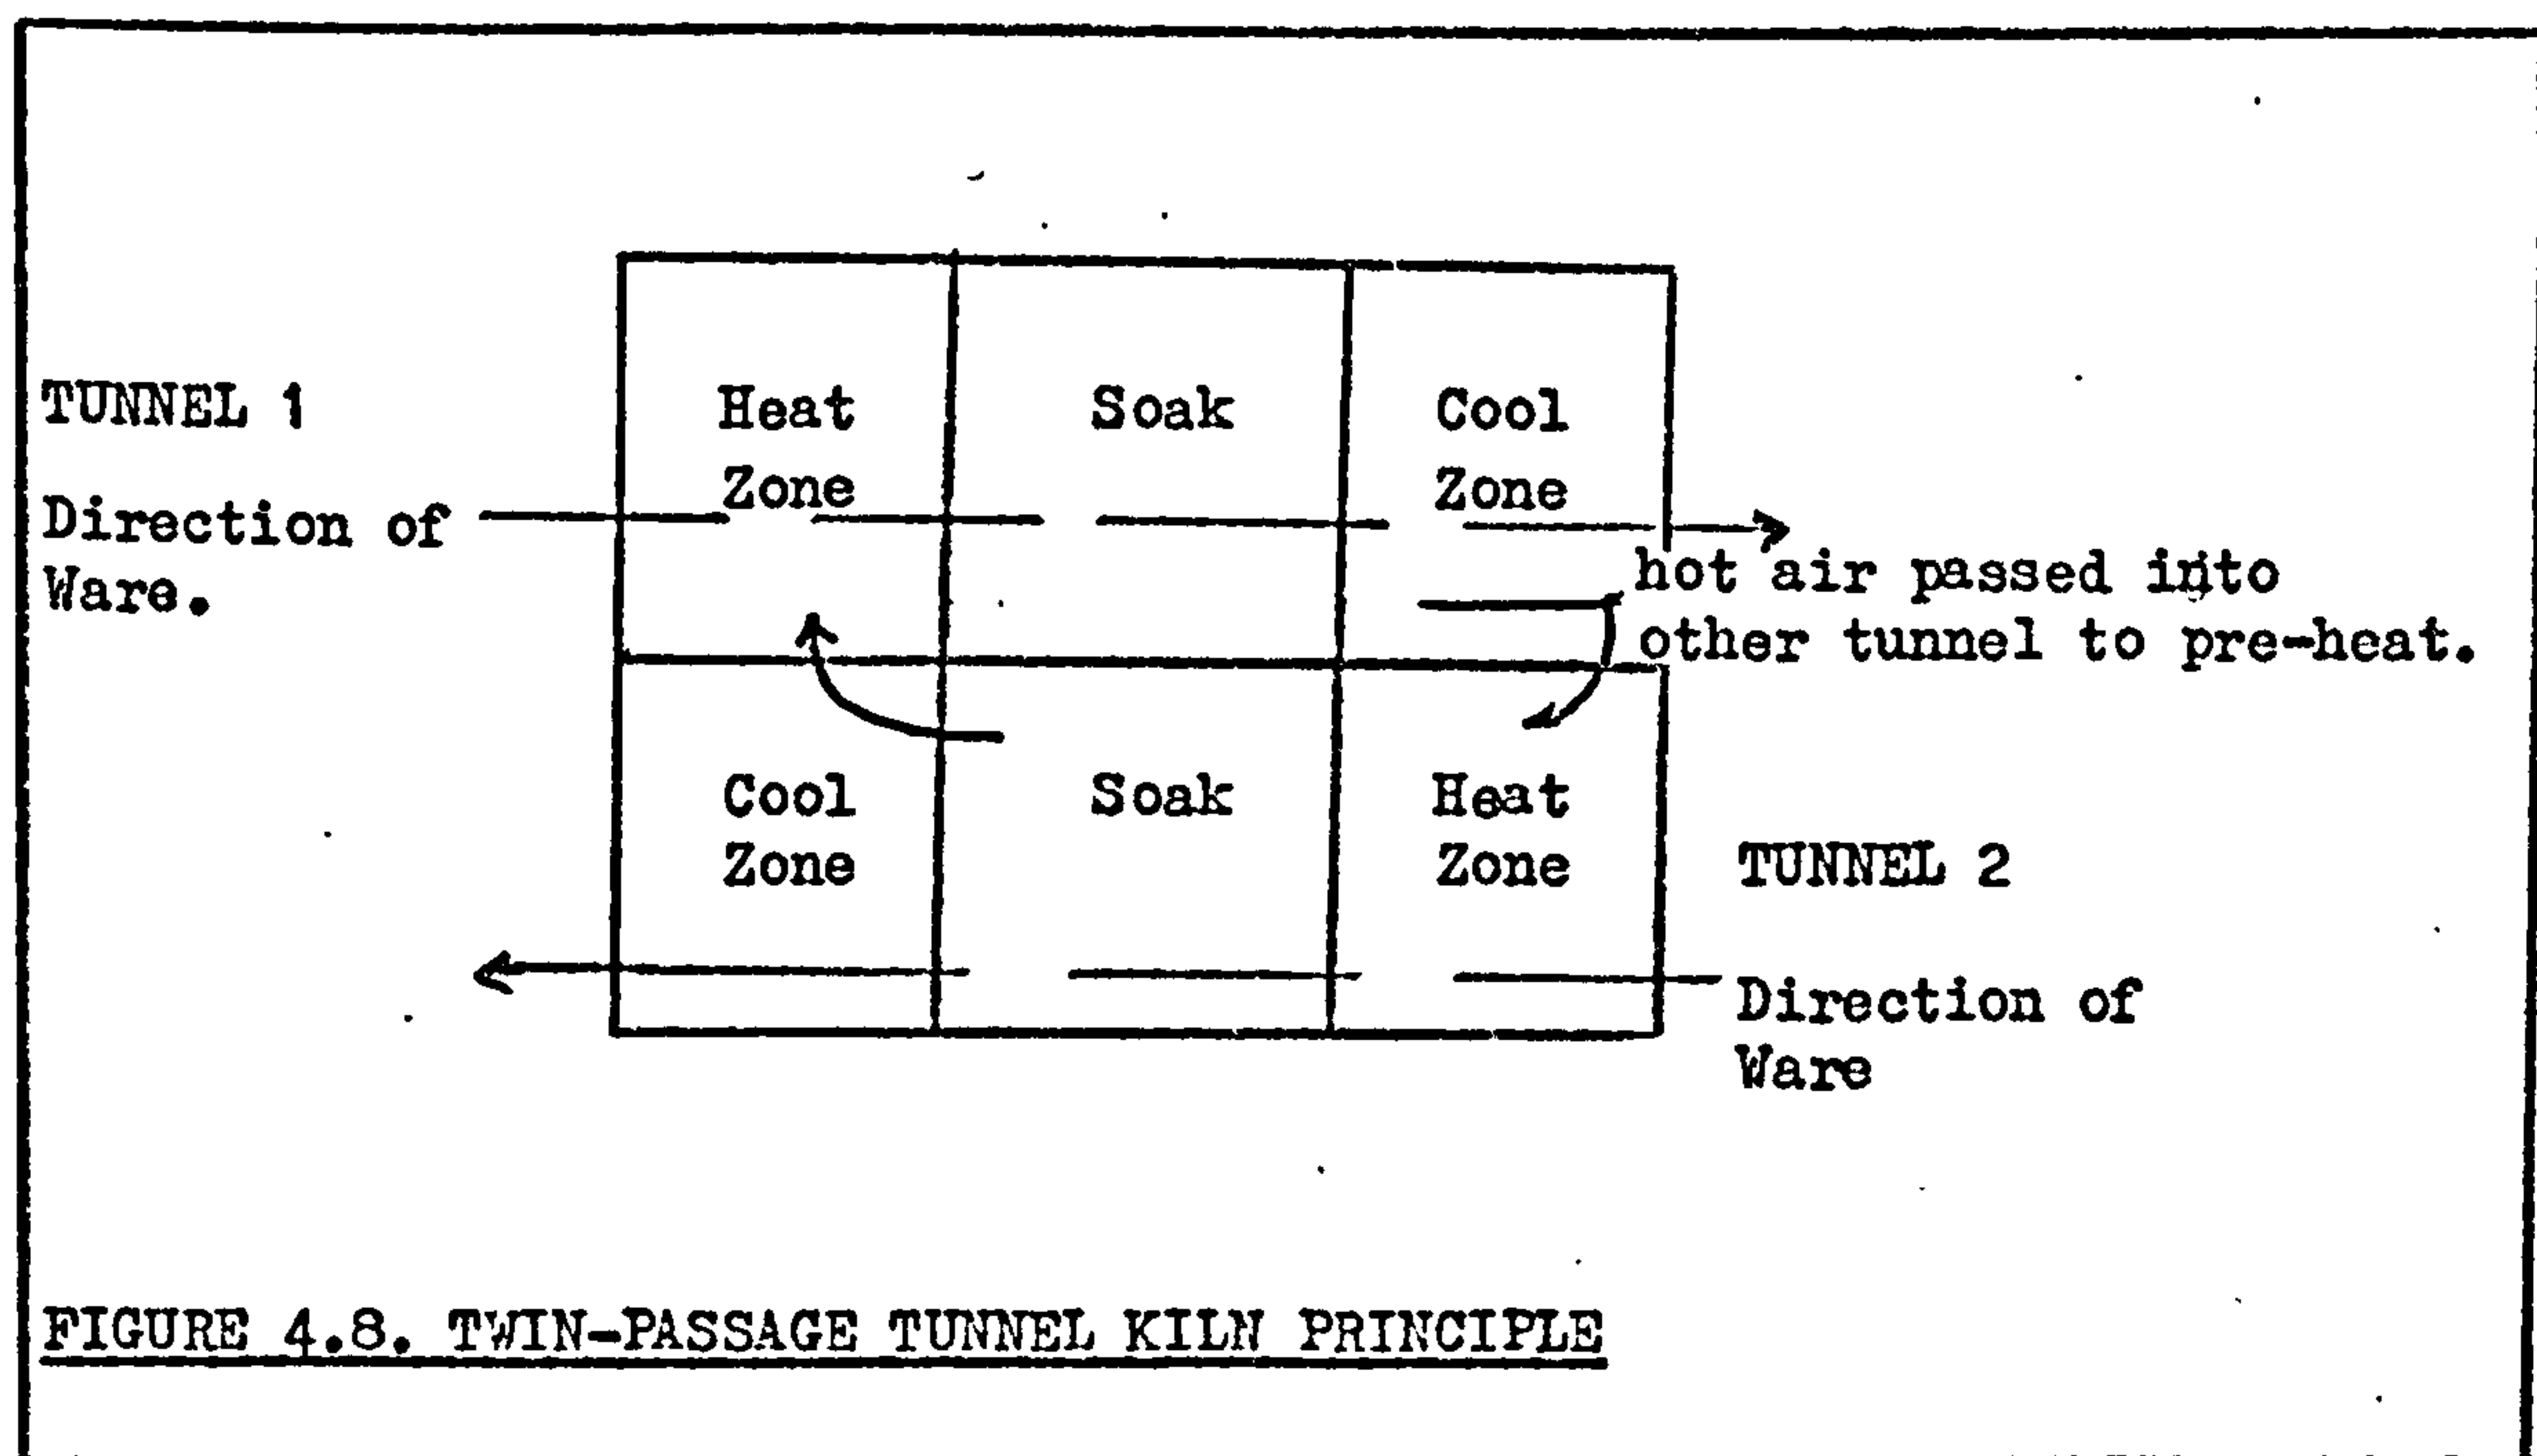 TUNNEL 1
Direction of
Ware.
Heat
Zone
Soak
Cool
Zone
hot air passed into
other tunnel to pre-heat.
Cool
Zone
Soak
Heat
Zone
TUNNEL 2
Direction of
Ware
FIGURE 4.8. TWIN-PASSAGE TUNNEL KILN PRINCIPLE